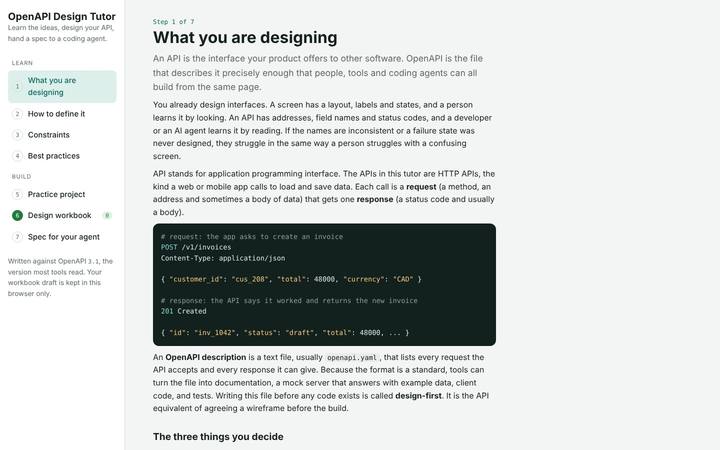 OpenAPI Design Tutor
Learn the ideas, design your API,
hand a spec to a coding agent.
LEARN
1 What you are
designing
2 How to define it
3 Constraints
4 Best practices
BUILD
5 Practice project
6 Design workbook 0
7 Spec for your agent
Written against OpenAPI 3.1, the
version most tools read. Your
workbook draft is kept in this
browser only.
Step 1 of 7
What you are designing
An API is the interface your product offers to other software. OpenAPI is the file
that describes it precisely enough that people, tools and coding agents can all
build from the same page.
You already design interfaces. A screen has a layout, labels and states, and a person
learns it by looking. An API has addresses, field names and status codes, and a developer
or an AI agent learns it by reading. If the names are inconsistent or a failure state was
never designed, they struggle in the same way a person struggles with a confusing
screen.
API stands for application programming interface. The APIs in this tutor are HTTP APIs, the
kind a web or mobile app calls to load and save data. Each call is a request (a method, an
address and sometimes a body of data) that gets one response (a status code and usually
a body).
# request: the app asks to create an invoice
POST /v1/invoices
Content-Type: application/json
{ "customer_id": "cus_208", "total": 48000, "currency": "CAD" }
# response: the API says it worked and returns the new invoice
201 Created
{ "id": "inv_1042", "status": "draft", "total": 48000, ... }
An OpenAPI description is a text file, usually openapi.yaml, that lists every request the
API accepts and every response it can give. Because the format is a standard, tools can
turn the file into documentation, a mock server that answers with example data, client
code, and tests. Writing this file before any code exists is called design-first. It is the API
equivalent of agreeing a wireframe before the build.
The three things you decide